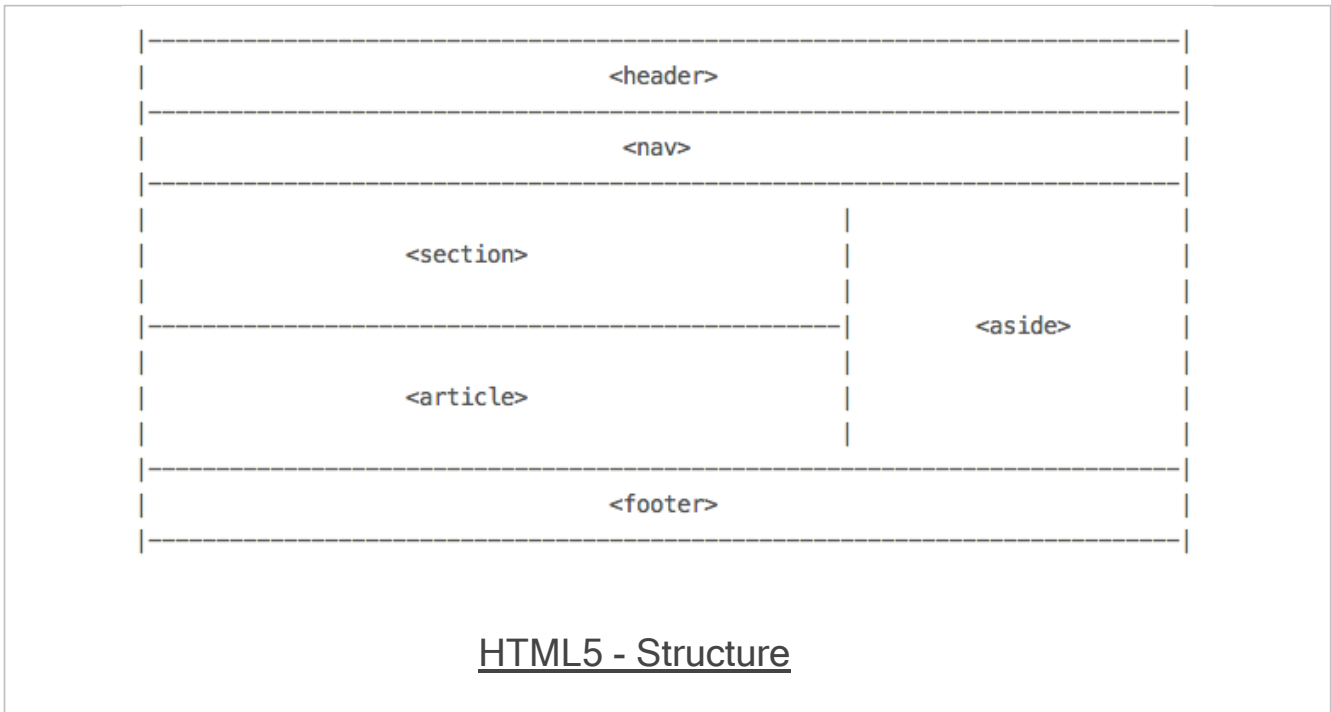 <header>
<nav>
<section>
<aside>
<article>
<footer>
HTML5 - Structure